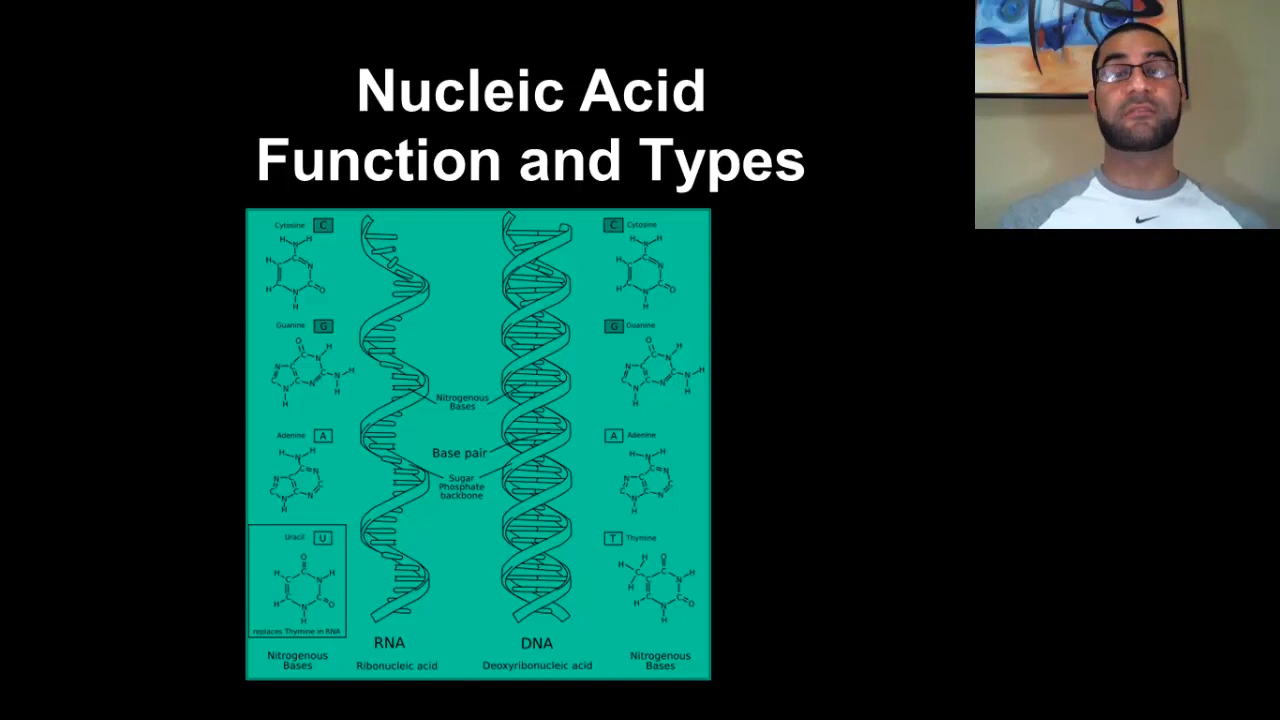 Nucleic Acid
Function and Types
Cytosine C
Guanine G
Adenine A
Uracil U
replaces Thymine in RNA
Nitrogenous
Bases
RNA
Ribonucleic acid
Nitrogenous
Bases
Base pair
Sugar
Phosphate
backbone
DNA
Deoxyribonucleic acid
C Cytosine
G Guanine
A Adenine
T Thymine
Nitrogenous
Bases